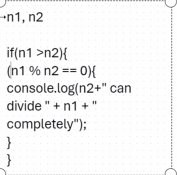 n1, n2
if(n1 >n2){
(n1 % n2 == 0){
console.log(n2+" can
divide " + n1 + "
completely");
}
}